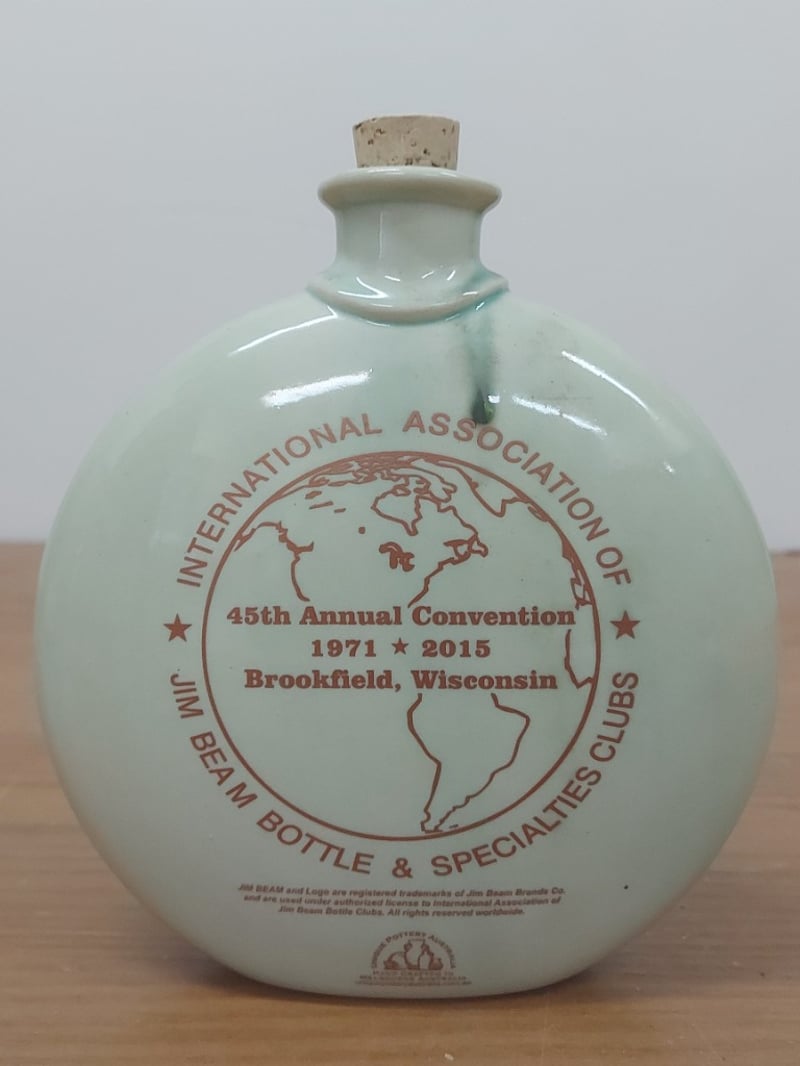 INTERNATIONAL ASSOCIATION OF
45th Annual Convention
1971 ★ 2015
Brookfield, Wisconsin
JIM BEAM BOTTLE & SPECIALTIES CLUBS
JIM BEAM and Logo are registered trademarks of Jim Beam Brands Co.
and are used under authorized license to International Association of
Jim Beam Bottle Clubs. All rights reserved worldwide.
POTTERY AUSTRALIA